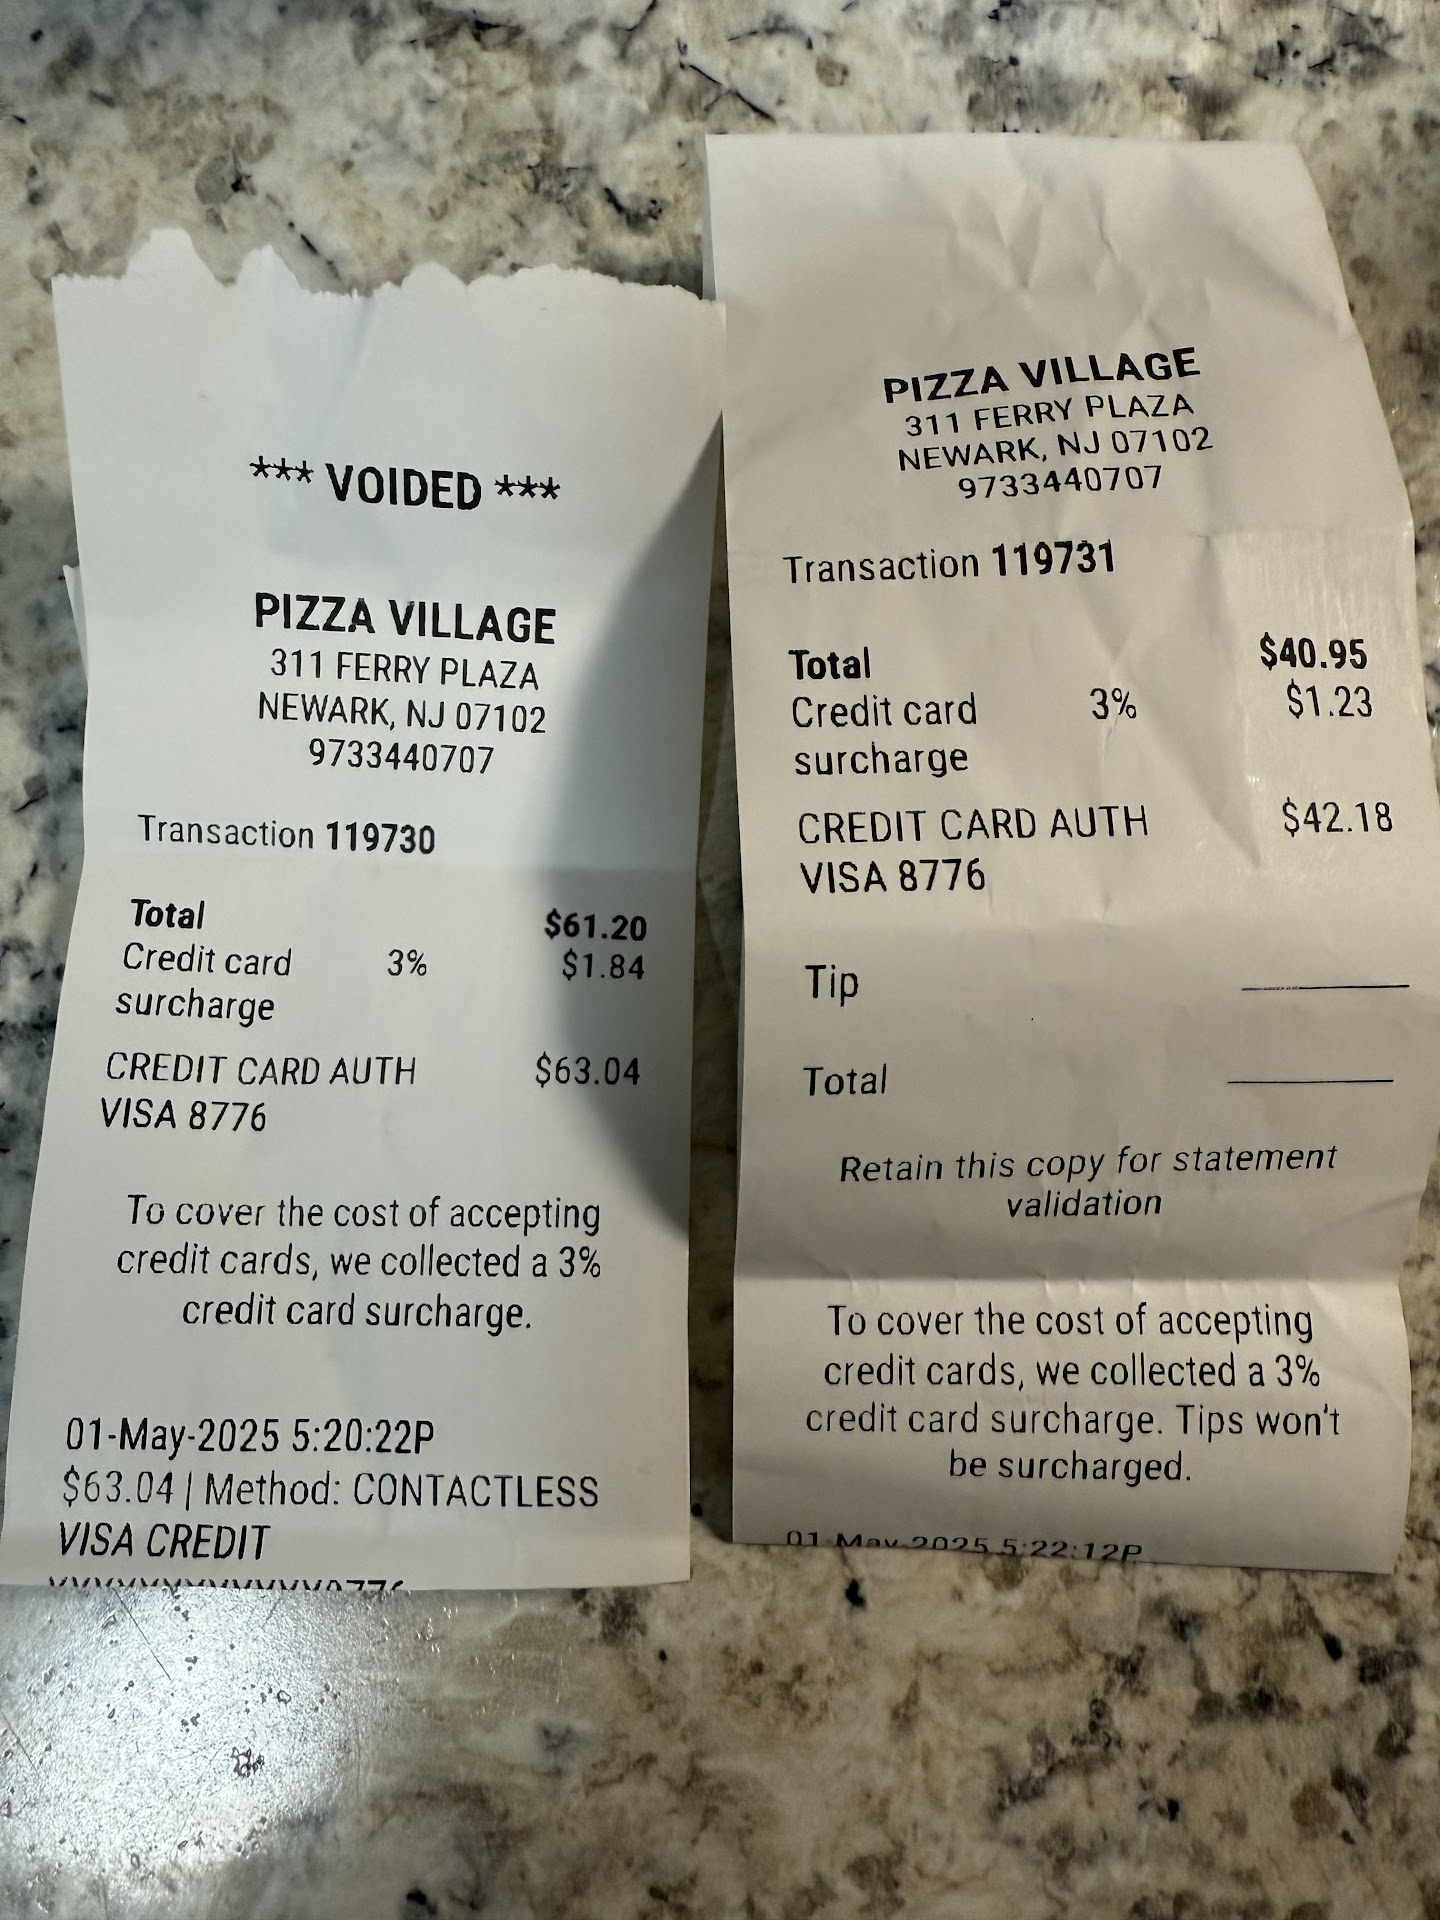 *** VOIDED ***
PIZZA VILLAGE
311 FERRY PLAZA
NEWARK, NJ 07102
9733440707
Transaction 119730
Total $61.20
Credit card 3% $1.84
surcharge
CREDIT CARD AUTH $63.04
VISA 8776
To cover the cost of accepting
credit cards, we collected a 3%
credit card surcharge.
01-May-2025 5:20:22P
$63.04 | Method: CONTACTLESS
VISA CREDIT
PIZZA VILLAGE
311 FERRY PLAZA
NEWARK, NJ 07102
9733440707
Transaction 119731
Total $40.95
Credit card 3% $1.23
surcharge
CREDIT CARD AUTH $42.18
VISA 8776
Tip
Total
Retain this copy for statement
validation
To cover the cost of accepting
credit cards, we collected a 3%
credit card surcharge. Tips won't
be surcharged.
01-May-2025 5:22:12P